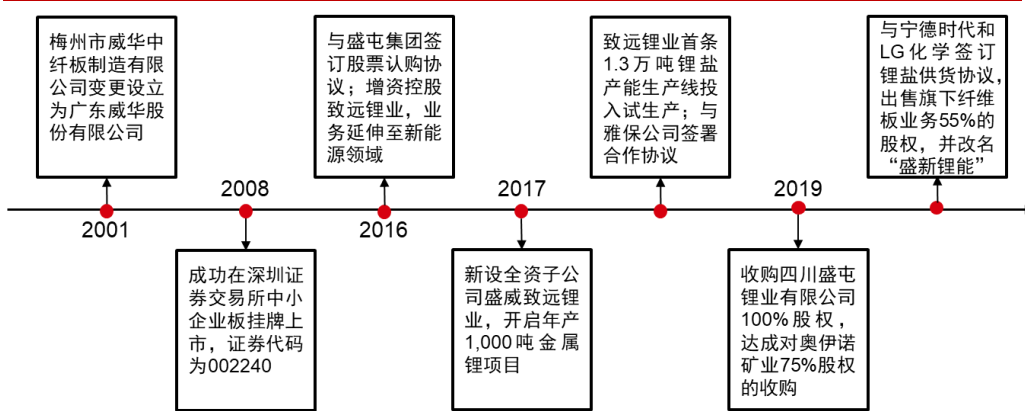 梅州市威华中
纤板制造有限
公司变更设立
为广东威华股
份有限公司
2001
2008
成功在深圳证
券交易所中小
企业板挂牌上
市，证券代码
为002240
与盛屯集团签
订股票认购协
议；增资控股
致远锂业，业
务延伸至新能
源领域
2016
2017
新设全资子公
司盛威致远锂
业，开启年产
1,000吨金属
锂项目
致远锂业首条
1.3万吨锂盐
产能生产线投
入试生产；与
雅保公司签署
合作协议
2019
收购四川盛屯
锂业有限公司
100%股权，
达成对奥伊诺
矿业75%股权
的收购
与宁德时代和
LG化学签订
锂盐供货协议，
出售旗下纤维
板业务55%的
股权，并改名
“盛新锂能”